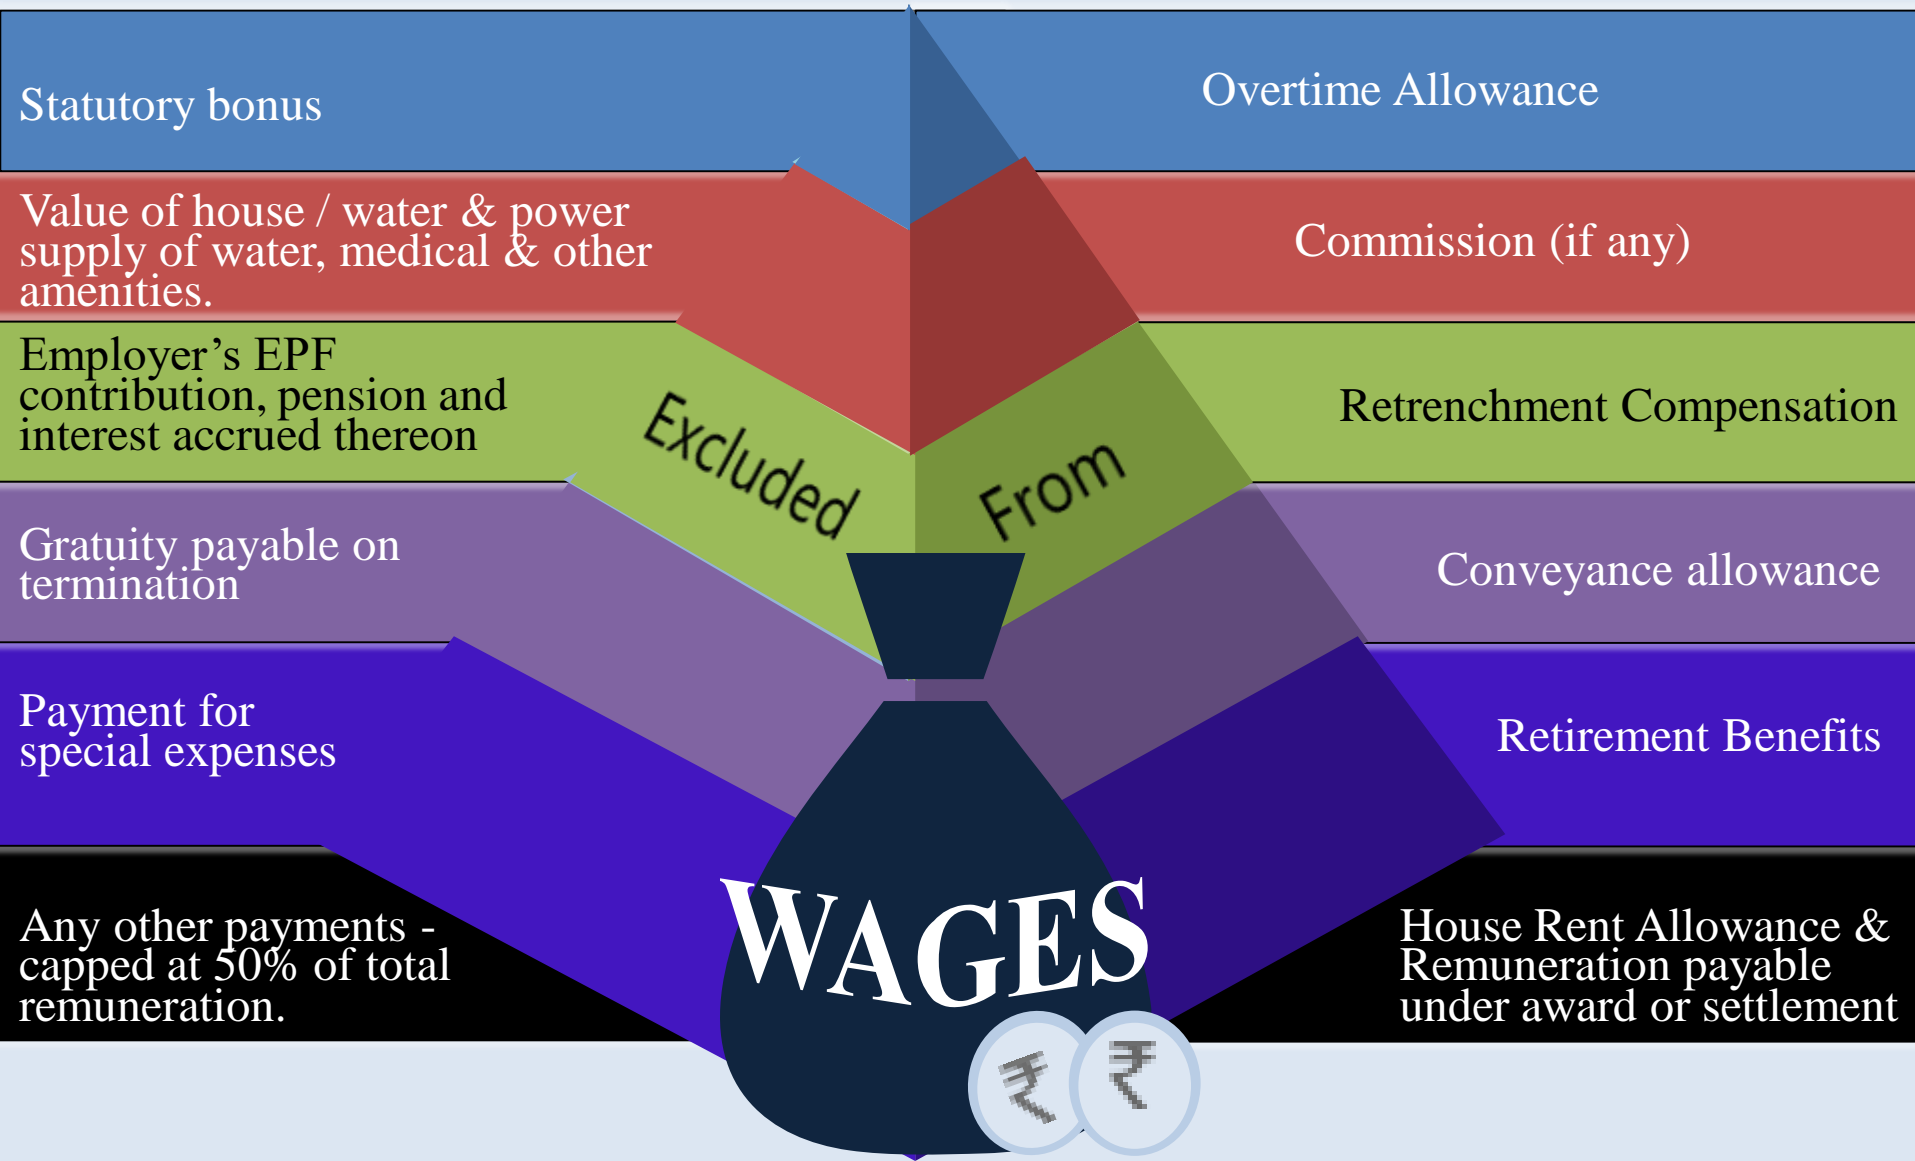 Statutory bonus
Overtime Allowance
Value of house / water & power
supply of water, medical & other
amenities.
Commission (if any)
Employer’s EPF
contribution, pension and
interest accrued thereon
Retrenchment Compensation
Excluded
From
Gratuity payable on
termination
Conveyance allowance
Payment for
special expenses
Retirement Benefits
Any other payments -
capped at 50% of total
remuneration.
WAGES
House Rent Allowance &
Remuneration payable
under award or settlement
₹
₹